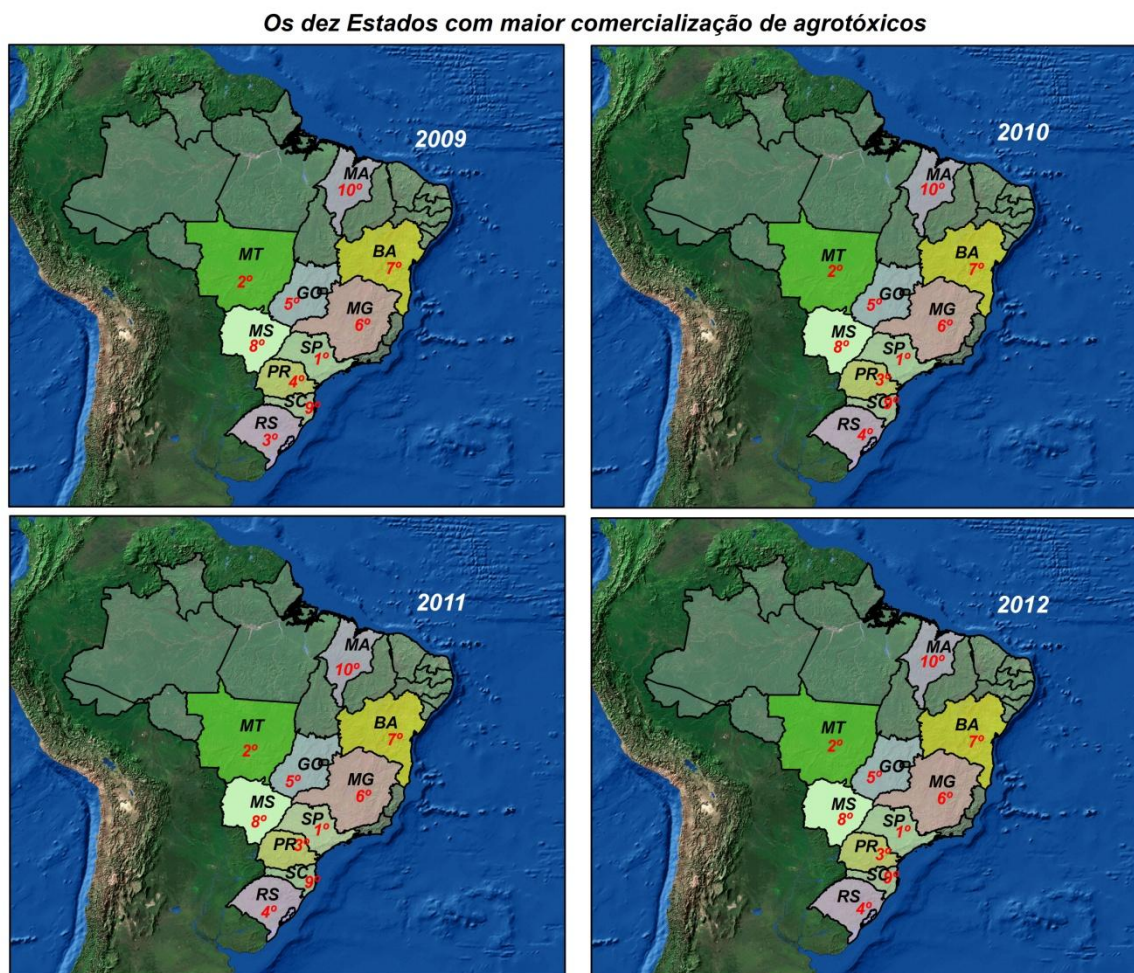 Os dez Estados com maior comercialização de agrotóxicos
2009
MA
10º
MT
2º
BA
7º
GO
5º
MG
6º
MS
8º
SP
1º
PR
4º
SC
9º
RS
3º
2010
MA
10º
MT
2º
BA
7º
GO
5º
MG
6º
MS
8º
SP
1º
PR
3º
SC
9º
RS
4º
2011
MA
10º
MT
2º
BA
7º
GO
5º
MG
6º
MS
8º
SP
1º
PR
3º
SC
9º
RS
4º
2012
MA
10º
MT
2º
BA
7º
GO
5º
MG
6º
MS
8º
SP
1º
PR
3º
SC
9º
RS
4º